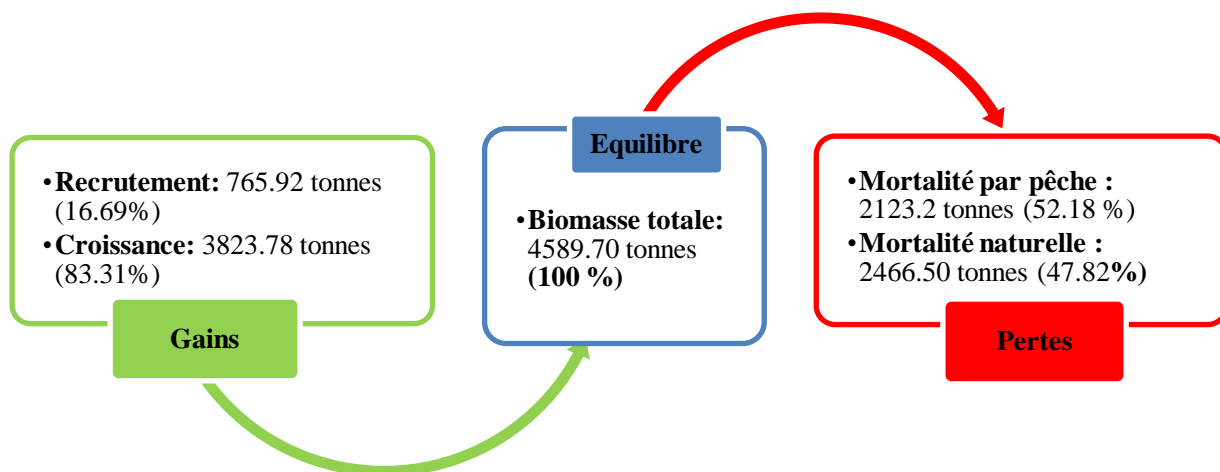 •Recrutement: 765.92 tonnes
(16.69%)
•Croissance: 3823.78 tonnes
(83.31%)
Gains
Equilibre
•Biomasse totale:
4589.70 tonnes
(100 %)
•Mortalité par pêche :
2123.2 tonnes (52.18 %)
•Mortalité naturelle :
2466.50 tonnes (47.82%)
Pertes